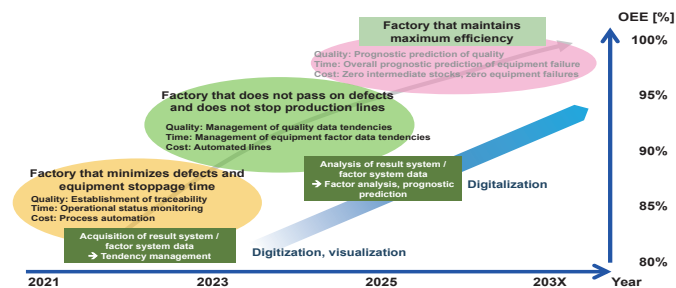 OEE [%]
Factory that maintains
maximum efficiency
100%
Quality: Prognostic prediction of quality
Time: Overall prognostic prediction of equipment failure
Cost: Zero intermediate stocks, zero equipment failures
Factory that does not pass on defects
and does not stop production lines
95%
Quality: Management of quality data tendencies
Time: Management of equipment factor data tendencies
Cost: Automated lines
90%
Factory that minimizes defects and
equipment stoppage time
Quality: Establishment of traceability
Time: Operational status monitoring
Cost: Process automation
Analysis of result system /
factor system data
➔ Factor analysis, prognostic
prediction
Digitalization
85%
Acquisition of result system /
factor system data
➔ Tendency management
Digitization, visualization
80%
2021
2023
2025
203X
Year